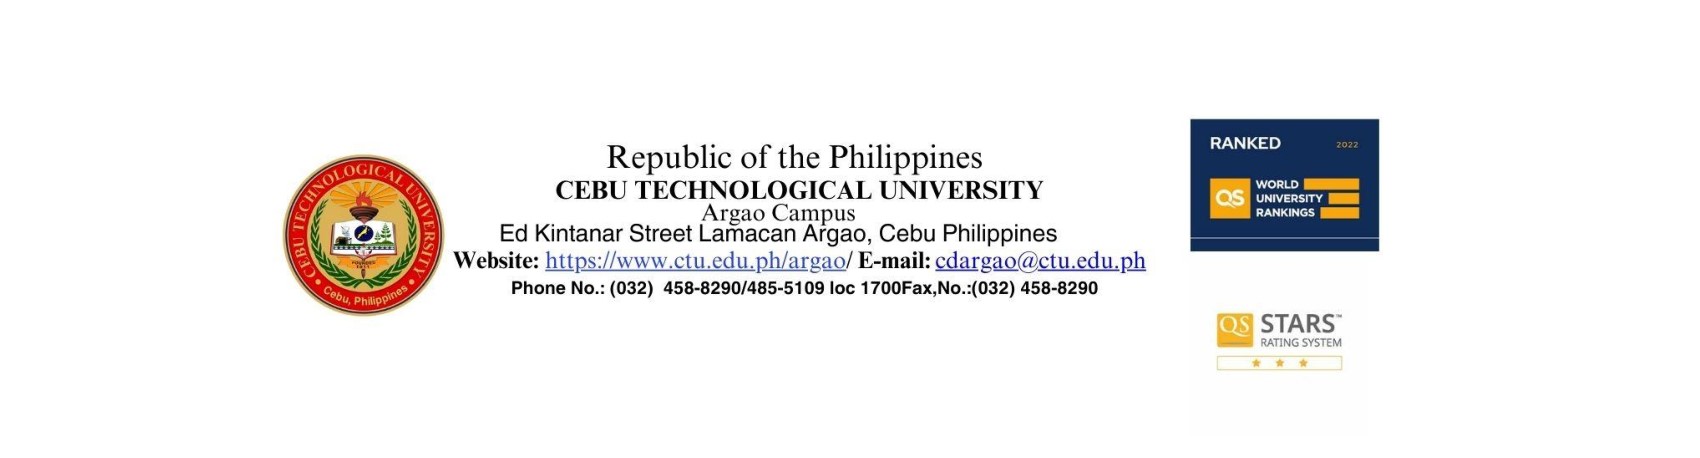 CEBU TECHNOLOGICAL UNIVERSITY
FOUNDED
1911
Cebu, Philippines
Republic of the Philippines
CEBU TECHNOLOGICAL UNIVERSITY
Argao Campus
Ed Kintanar Street Lamacan Argao, Cebu Philippines
Website: https://www.ctu.edu.ph/argao/ E-mail: cdargao@ctu.edu.ph
Phone No.: (032)  458-8290/485-5109 loc 1700Fax,No.:(032) 458-8290
RANKED 2022
QS WORLD
UNIVERSITY
RANKINGS
QS STARS™
RATING SYSTEM